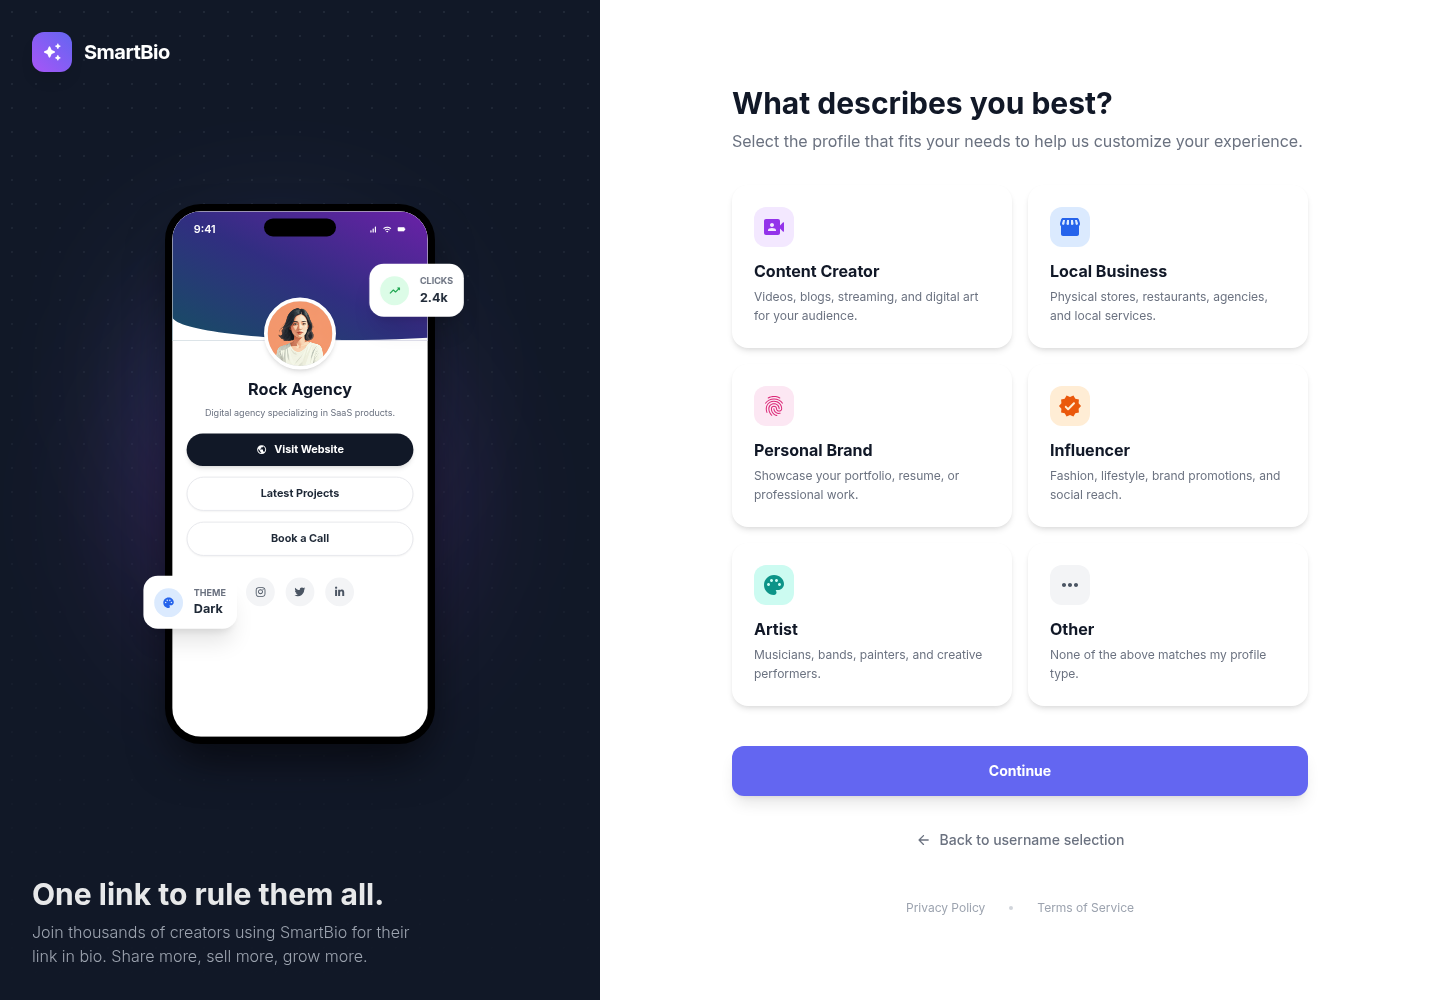 SmartBio
9:41
CLICKS
2.4k
Rock Agency
Digital agency specializing in SaaS products.
Visit Website
Latest Projects
Book a Call
THEME
Dark
One link to rule them all.
Join thousands of creators using SmartBio for their
link in bio. Share more, sell more, grow more.
What describes you best?
Select the profile that fits your needs to help us customize your experience.
Content Creator
Videos, blogs, streaming, and digital art
for your audience.
Local Business
Physical stores, restaurants, agencies,
and local services.
Personal Brand
Showcase your portfolio, resume, or
professional work.
Influencer
Fashion, lifestyle, brand promotions, and
social reach.
Artist
Musicians, bands, painters, and creative
performers.
Other
None of the above matches my profile
type.
Continue
Back to username selection
Privacy Policy • Terms of Service